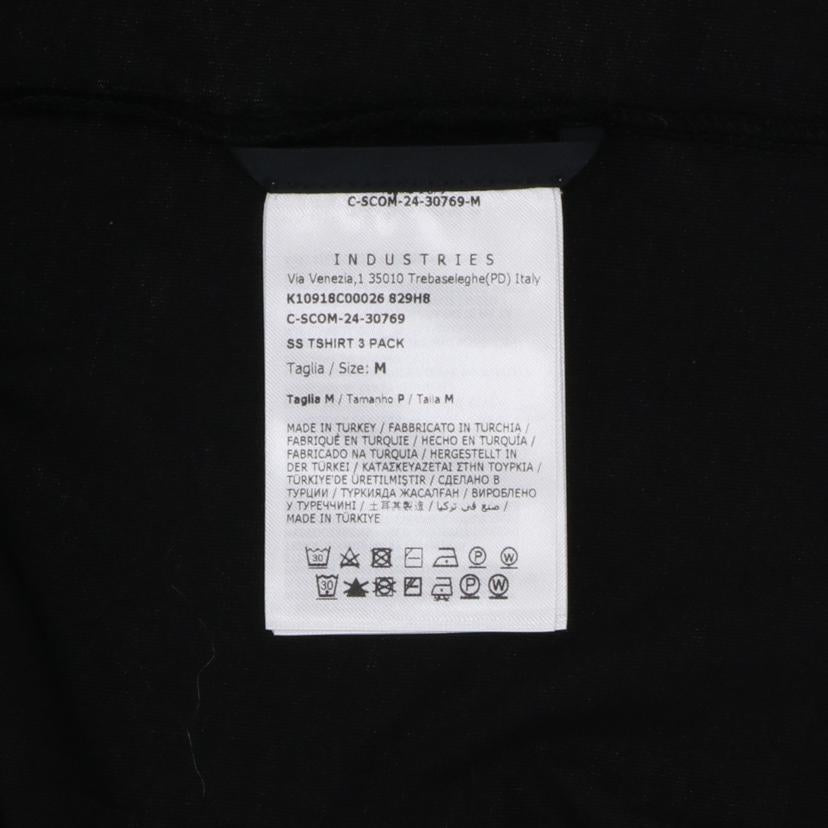 C-SCOM-24-30769-M
INDUSTRIES
Via Venezia,1 35010 Trebaseleghe(PD) Italy
K10918C00026 829H8
C-SCOM-24-30769
SS TSHIRT 3 PACK
Taglia / Size: M
Taglia M / Tamanho P / Talla M
MADE IN TURKEY / FABBRICATO IN TURCHIA /
FABRIQUÉ EN TURQUIE / HECHO EN TURQUÍA /
FABRICADO NA TURQUIA / HERGESTELLT IN
DER TÜRKEI / ΚΑΤΑΣΚΕΥΑΖΕΤΑΙ ΣΤΗΝ ΤΟΥΡΚΙΑ /
TÜRKIYE'DE ÜRETILMIŞTIR / СДЕЛАНО В
ТУРЦИИ / ТҮРКИЯДА ЖАСАЛҒАН / ВИРОБЛЕНО
У ТУРЕЧЧИНІ / 土耳其製造 / صنع في تركيا /
MADE IN TÜRKIYE
30 P W
30 P W